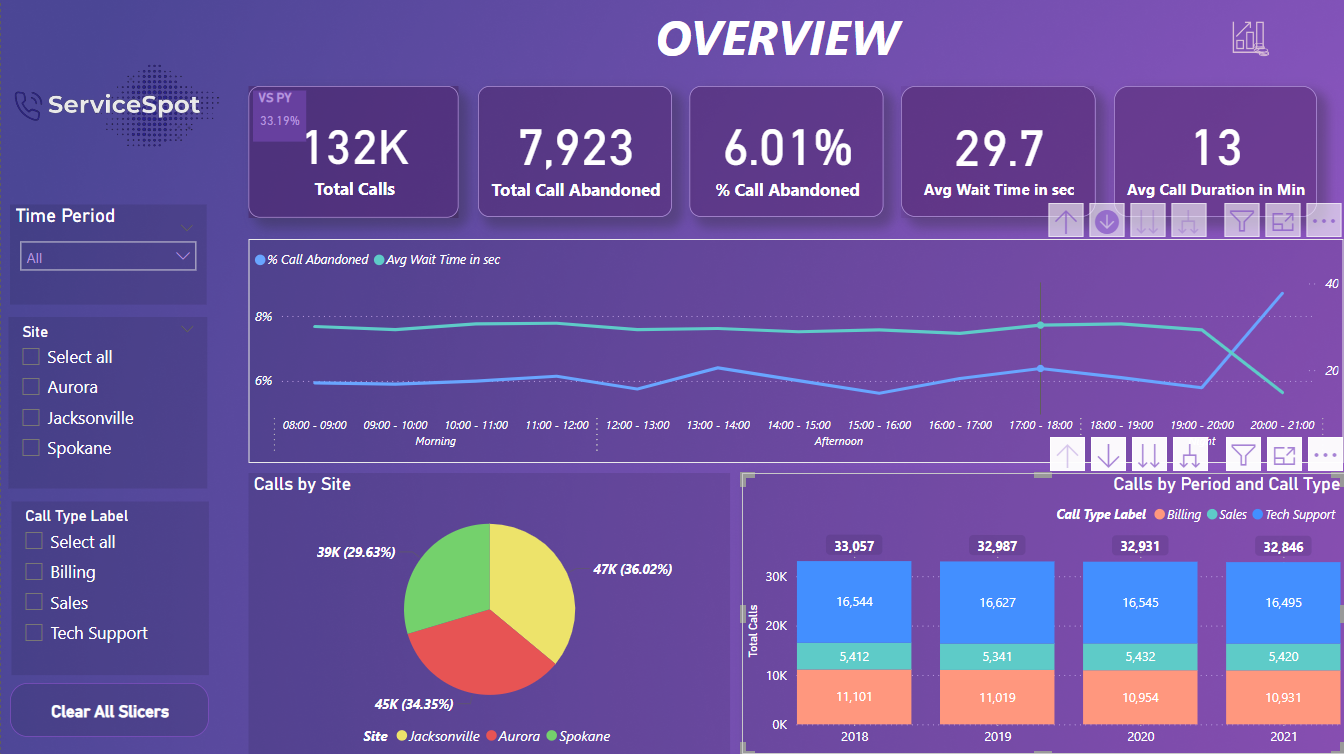 OVERVIEW
ServiceSpot
VS PY
33.19%
132K
Total Calls
7,923
Total Call Abandoned
6.01%
% Call Abandoned
29.7
Avg Wait Time in sec
13
Avg Call Duration in Min
Time Period
All
Site
Select all
Aurora
Jacksonville
Spokane
Call Type Label
Select all
Billing
Sales
Tech Support
Clear All Slicers
% Call Abandoned Avg Wait Time in sec
8%
6%
40
20
08:00 - 09:00 09:00 - 10:00 10:00 - 11:00 11:00 - 12:00 12:00 - 13:00 13:00 - 14:00 14:00 - 15:00 15:00 - 16:00 16:00 - 17:00 17:00 - 18:00 18:00 - 19:00 19:00 - 20:00 20:00 - 21:00
Morning Afternoon
Calls by Site
39K (29.63%)
47K (36.02%)
45K (34.35%)
Site Jacksonville Aurora Spokane
Calls by Period and Call Type
Call Type Label Billing Sales Tech Support
33,057 32,987 32,931 32,846
Total Calls
30K
20K
10K
0K
16,544 16,627 16,545 16,495
5,412 5,341 5,432 5,420
11,101 11,019 10,954 10,931
2018 2019 2020 2021